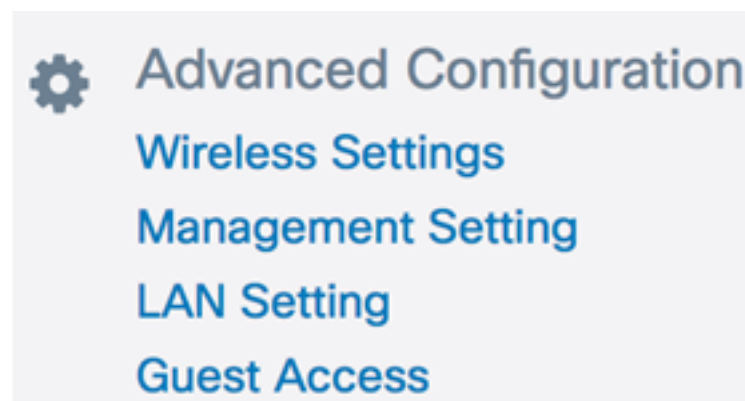 Advanced Configuration
Wireless Settings
Management Setting
LAN Setting
Guest Access